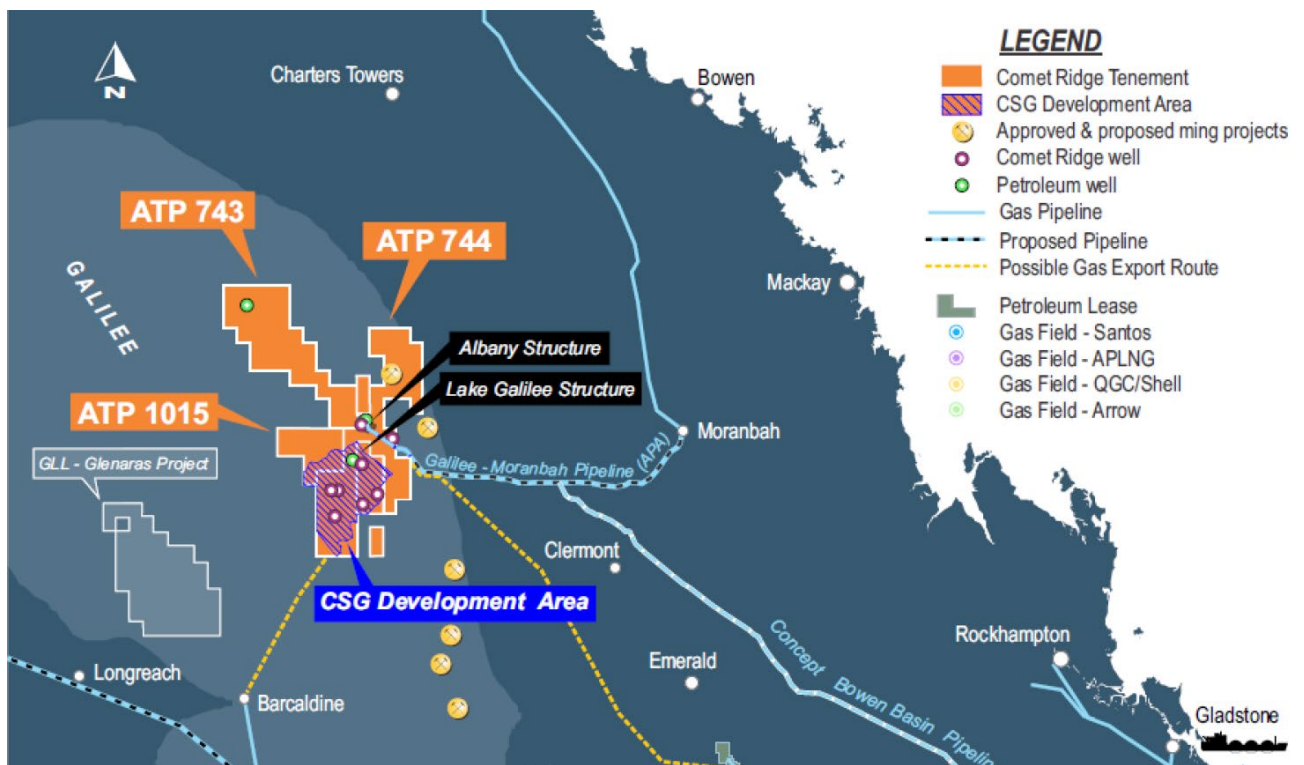 LEGEND
Comet Ridge Tenement
CSG Development Area
Approved & proposed ming projects
Comet Ridge well
Petroleum well
Gas Pipeline
Proposed Pipeline
Possible Gas Export Route
Petroleum Lease
Gas Field - Santos
Gas Field - APLNG
Gas Field - QGC/Shell
Gas Field - Arrow
N
Charters Towers
Bowen
ATP 743
ATP 744
GALILEE
Mackay
Albany Structure
Lake Galilee Structure
ATP 1015
Moranbah
GLL - Glenaras Project
Galilee - Moranbah Pipeline (APA)
Clermont
CSG Development Area
Concept Bowen Basin Pipelin
Rockhampton
Emerald
Longreach
Barcaldine
Gladstone